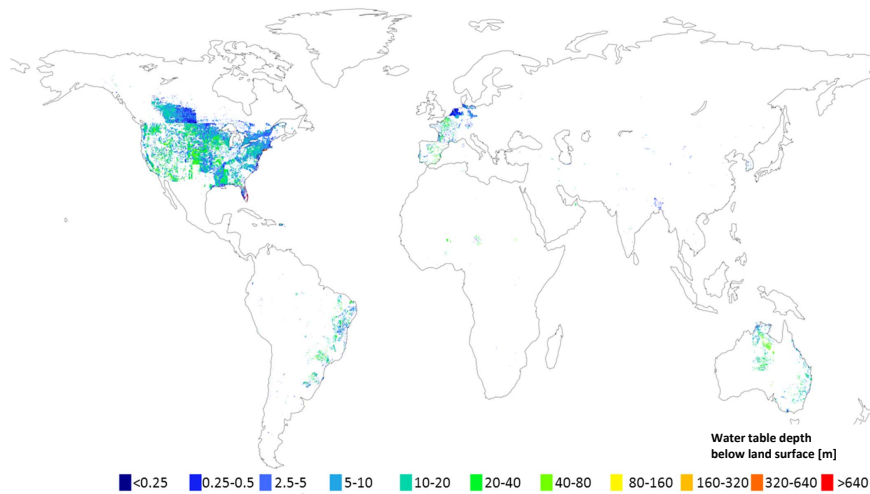 Water table depth
below land surface [m]
<0.25 0.25-0.5 2.5-5 5-10 10-20 20-40 40-80 80-160 160-320 320-640 >640